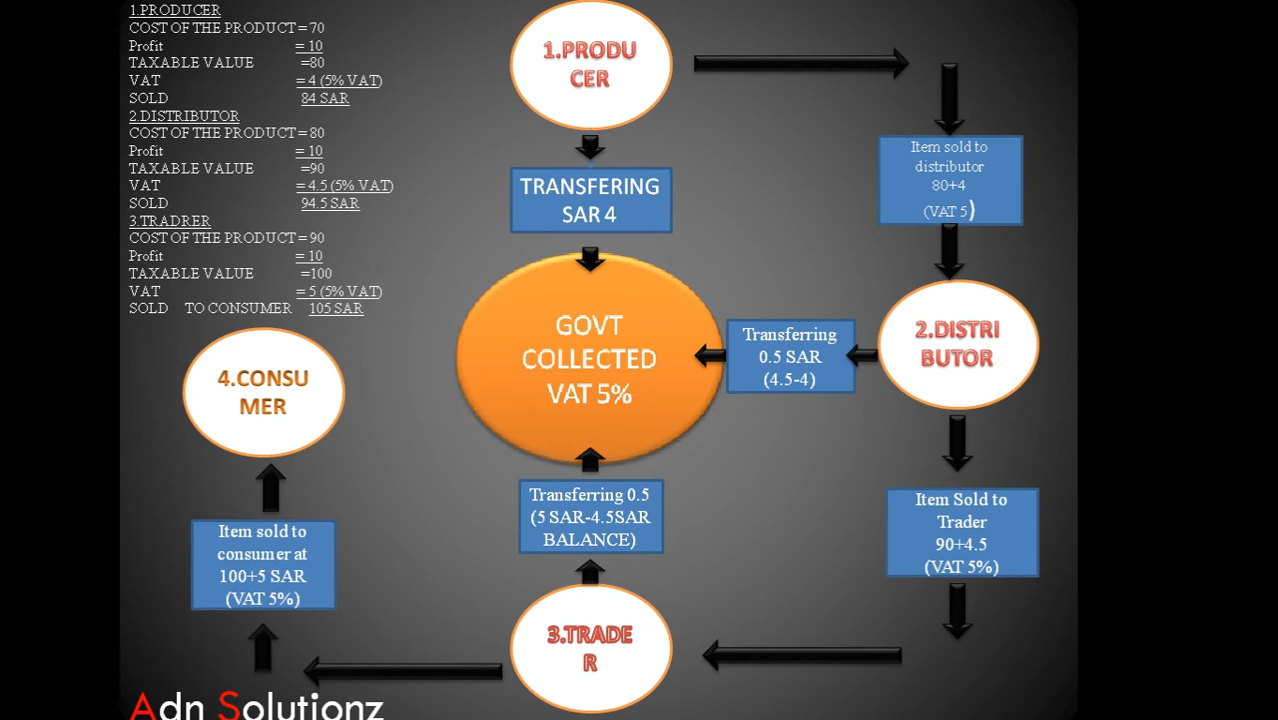 1.PRODUCER
COST OF THE PRODUCT = 70
Profit = 10
TAXABLE VALUE =80
VAT = 4 (5% VAT)
SOLD 84 SAR
2.DISTRIBUTOR
COST OF THE PRODUCT = 80
Profit = 10
TAXABLE VALUE =90
VAT = 4.5 (5% VAT)
SOLD 94.5 SAR
3.TRADRER
COST OF THE PRODUCT = 90
Profit = 10
TAXABLE VALUE =100
VAT = 5 (5% VAT)
SOLD TO CONSUMER 105 SAR
1.PRODU
CER
TRANSFERING
SAR 4
Item sold to
distributor
80+4
(VAT 5)
GOVT
COLLECTED
VAT 5%
Transferring
0.5 SAR
(4.5-4)
2.DISTRI
BUTOR
4.CONSU
MER
Transferring 0.5
(5 SAR-4.5SAR
BALANCE)
Item Sold to
Trader
90+4.5
(VAT 5%)
Item sold to
consumer at
100+5 SAR
(VAT 5%)
3.TRADE
R
Adn Solutionz